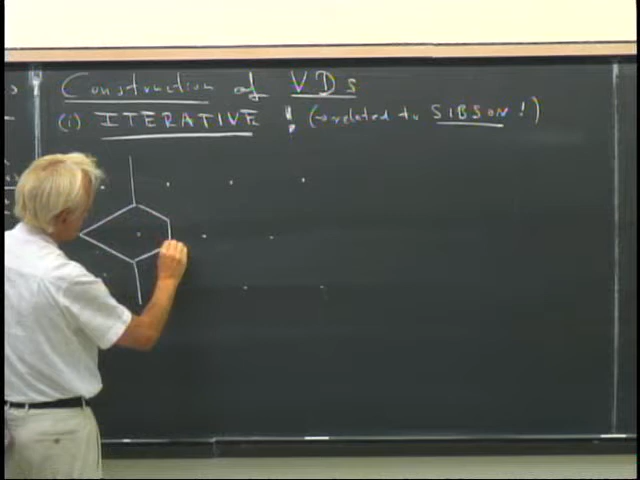 Construction of VDs
(i) ITERATIVE ! (→ related to SIBSON !)